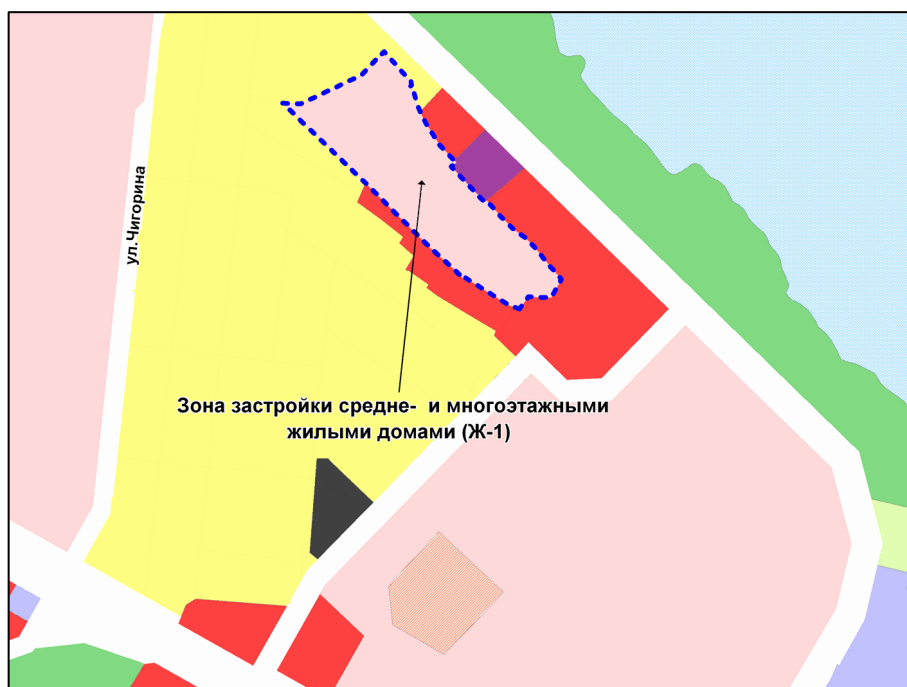 ул.Чигорина
Зона застройки средне- и многоэтажными
жилыми домами (Ж-1)